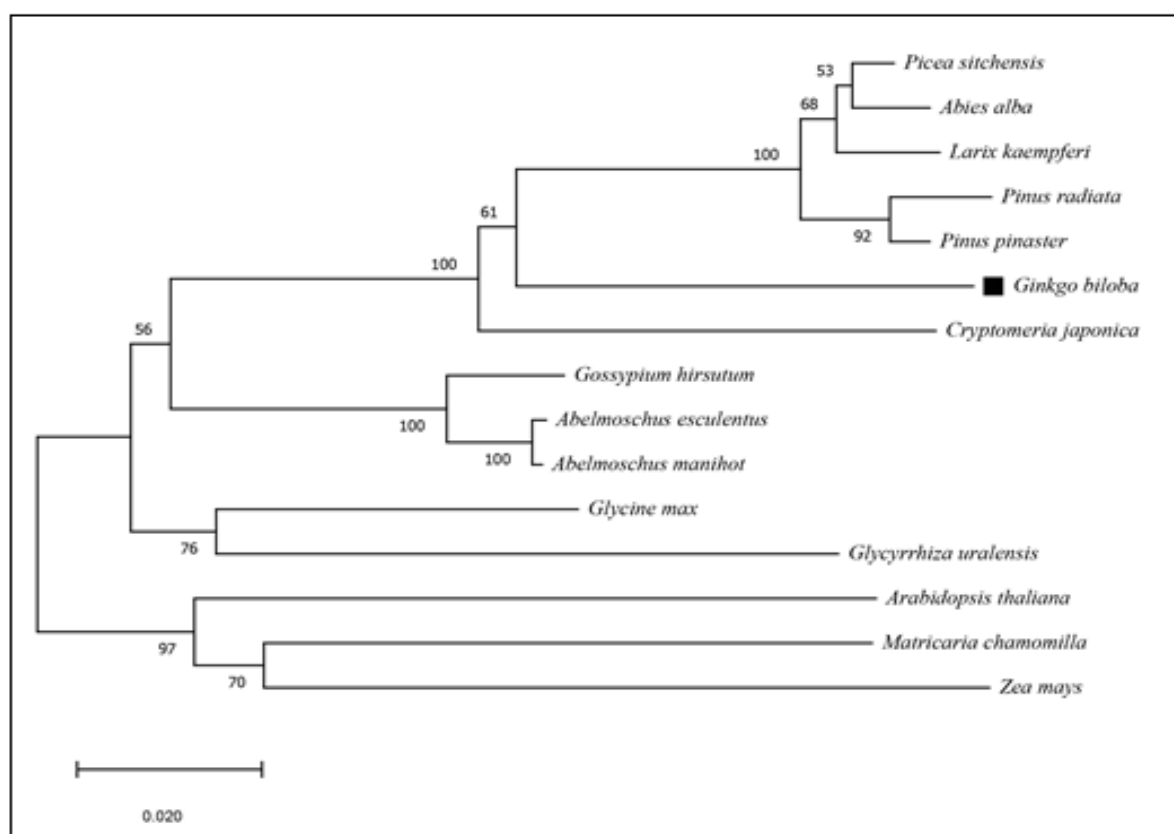 53
Picea sitchensis
68
Abies alba
100
Larix kaempferi
61
Pinus radiata
92
Pinus pinaster
100
Ginkgo biloba
Cryptomeria japonica
56
Gossypium hirsutum
100
Abelmoschus esculentus
100
Abelmoschus manihot
Glycine max
76
Glycyrrhiza uralensis
Arabidopsis thaliana
97
Matricaria chamomilla
70
Zea mays
0.020